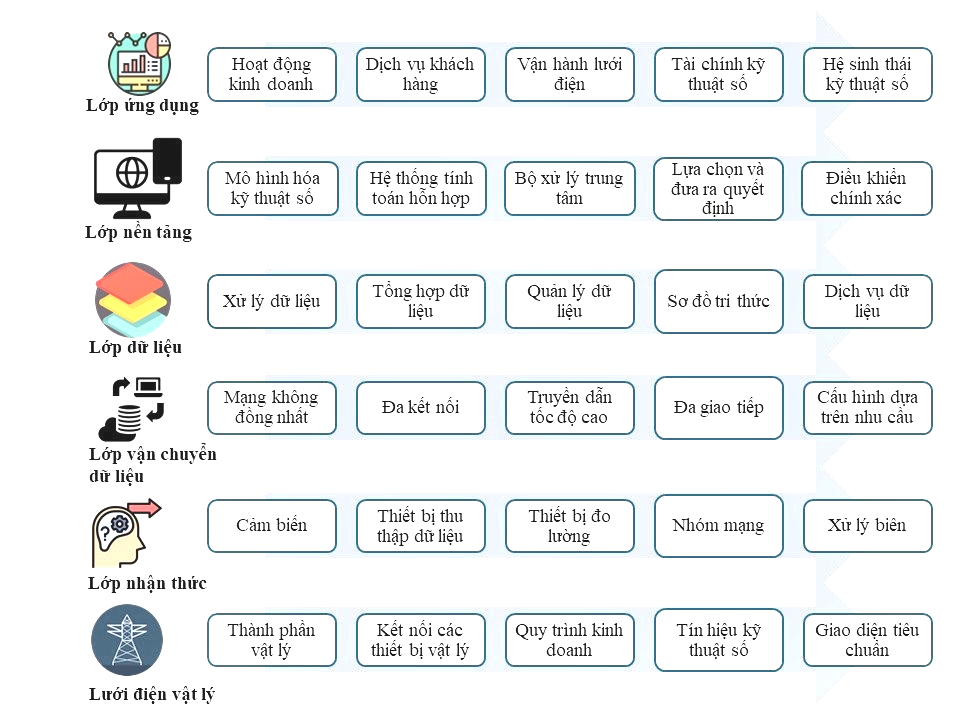 Hoạt động
kinh doanh
Dịch vụ khách
hàng
Vận hành lưới
điện
Tài chính kỹ
thuật số
Hệ sinh thái
kỹ thuật số
Lớp ứng dụng
Mô hình hóa
kỹ thuật số
Hệ thống tính
toán hỗn hợp
Bộ xử lý trung
tâm
Lựa chọn và
đưa ra quyết
định
Điều khiển
chính xác
Lớp nền tảng
Xử lý dữ liệu
Tổng hợp dữ
liệu
Quản lý dữ
liệu
Sơ đồ tri thức
Dịch vụ dữ
liệu
Lớp dữ liệu
Mạng không
đồng nhất
Đa kết nối
Truyền dẫn
tốc độ cao
Đa giao tiếp
Cấu hình dựa
trên nhu cầu
Lớp vận chuyển
dữ liệu
Cảm biến
Thiết bị thu
thập dữ liệu
Thiết bị đo
lường
Nhóm mạng
Xử lý biên
Lớp nhận thức
Thành phần
vật lý
Kết nối các
thiết bị vật lý
Quy trình kinh
doanh
Tín hiệu kỹ
thuật số
Giao diện tiêu
chuẩn
Lưới điện vật lý